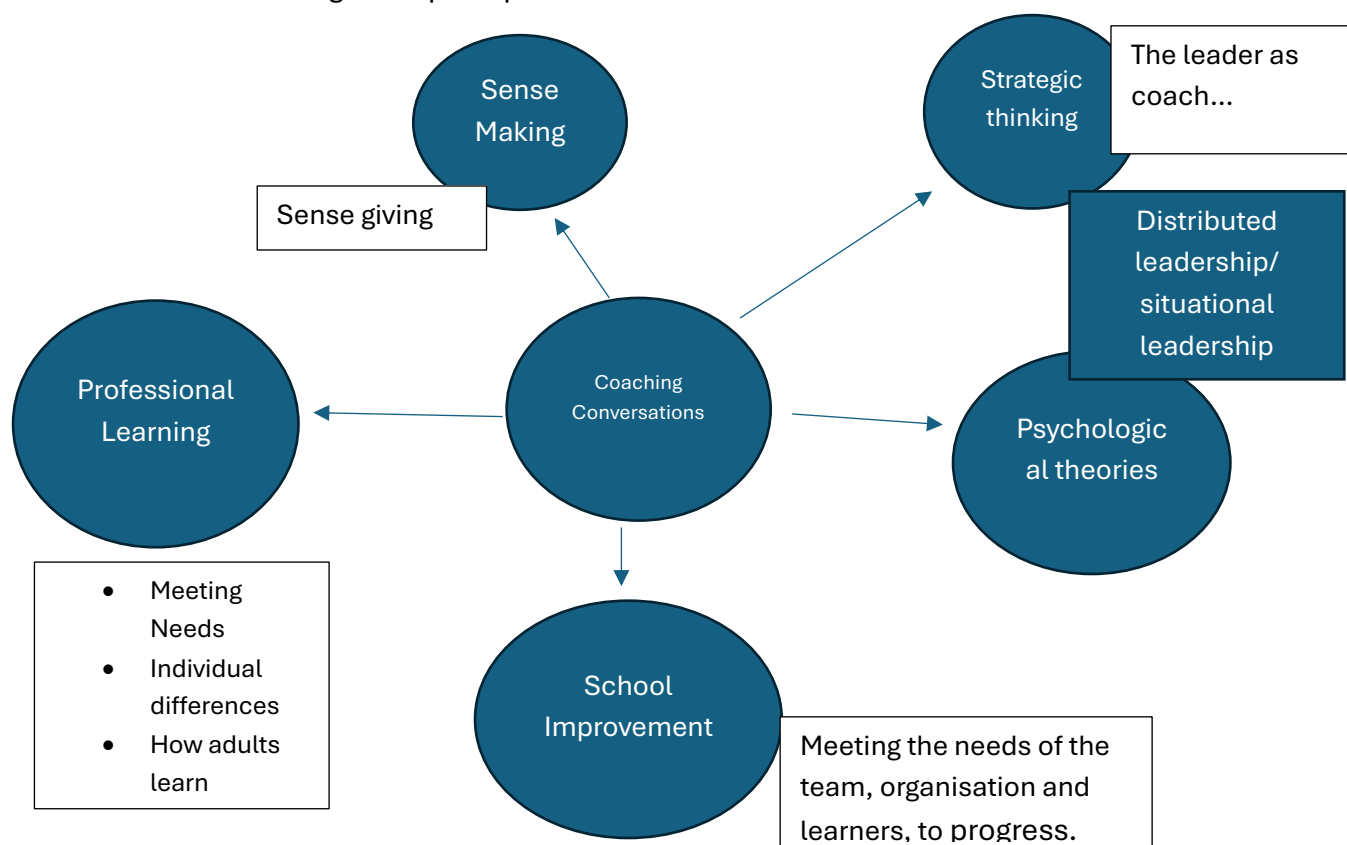 Sense
Making
Strategic
thinking
The leader as
coach...
Sense giving
Distributed
leadership/
situational
leadership
Professional
Learning
Coaching
Conversations
Psychologic
al theories
Meeting
Needs
Individual
differences
How adults
learn
School
Improvement
Meeting the needs of the
team, organisation and
learners, to progress.